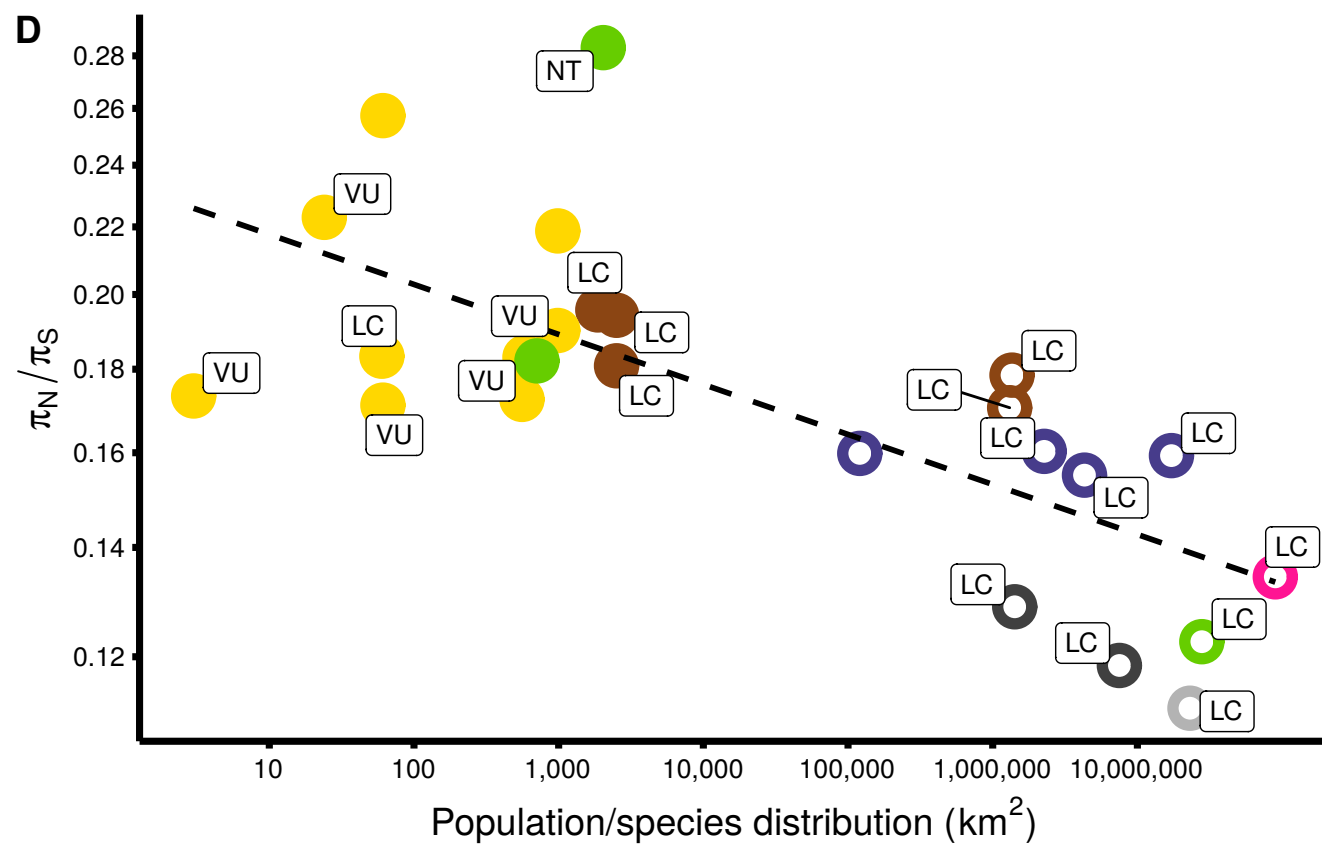 D
0.28
0.26
0.24
0.22
0.20
0.18
0.16
0.14
0.12
πN / πS
NT
VU
LC
VU
LC
VU
LC
VU
VU
LC
LC
LC
LC
LC
LC
LC
LC
LC
LC
LC
LC
10
100
1,000
10,000
100,000
1,000,000
10,000,000
Population/species distribution (km²)